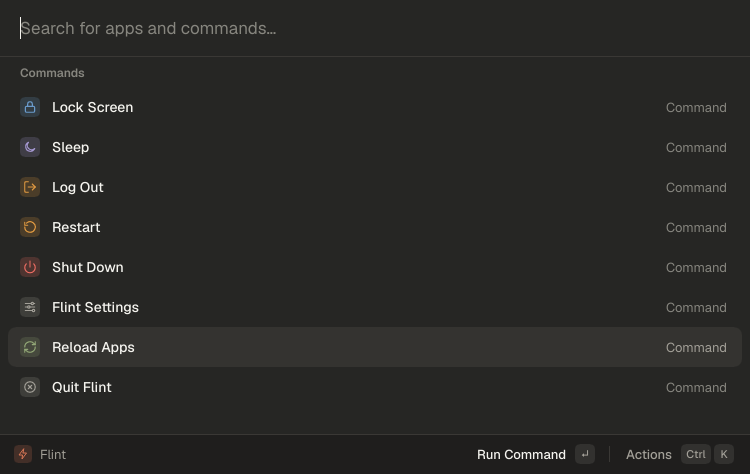 Search for apps and commands...
Commands
Lock Screen Command
Sleep Command
Log Out Command
Restart Command
Shut Down Command
Flint Settings Command
Reload Apps Command
Quit Flint Command
Flint Run Command ↵ Actions Ctrl K